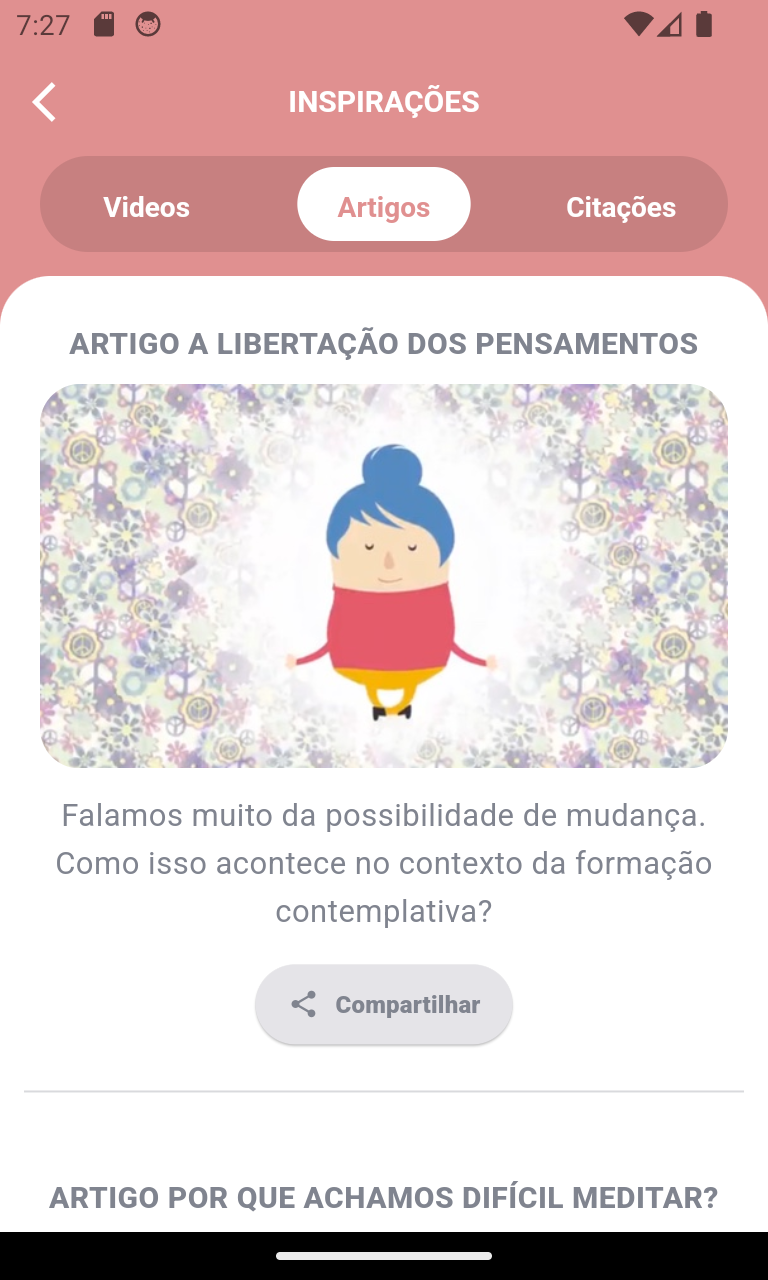 7:27
INSPIRAÇÕES
Videos
Artigos
Citações
ARTIGO A LIBERTAÇÃO DOS PENSAMENTOS
Falamos muito da possibilidade de mudança.
Como isso acontece no contexto da formação
contemplativa?
Compartilhar
ARTIGO POR QUE ACHAMOS DIFÍCIL MEDITAR?